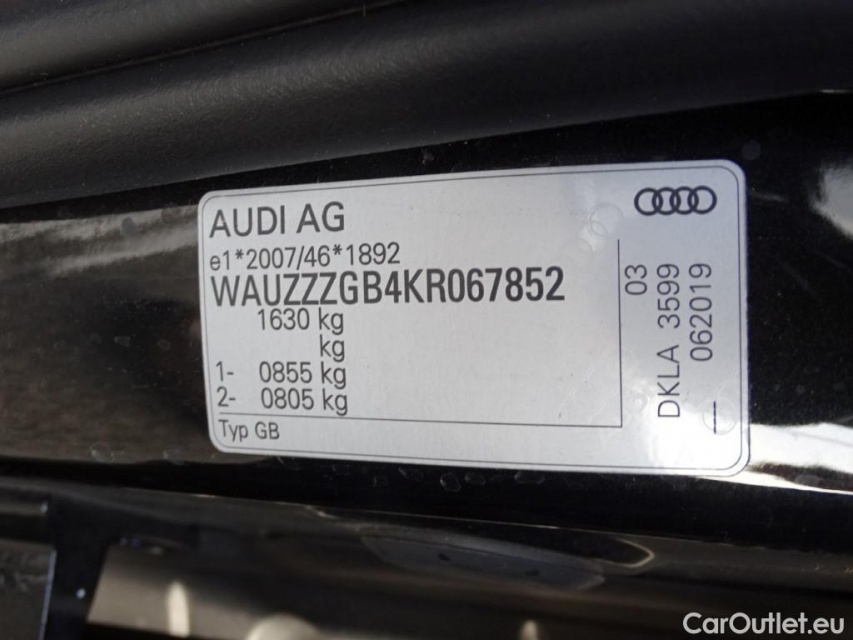 AUDI AG
e1*2007/46*1892
WAUZZZGB4KR067852
1630 kg
kg
1- 0855 kg
2- 0805 kg
Typ GB
03
DKLA 3599
062019
--
CarOutlet.eu